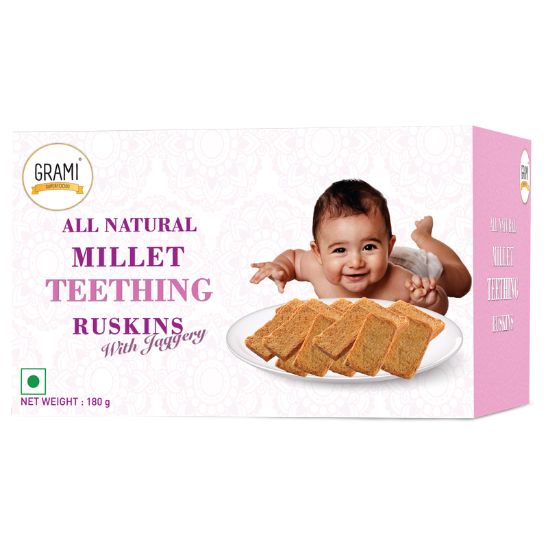 GRAMI
SUPERFOODS
ALL NATURAL
MILLET
TEETHING
RUSKINS
With Jaggery
NET WEIGHT : 180 g
GRAMI
ALL NATURAL
MILLET
TEETHING
RUSKINS